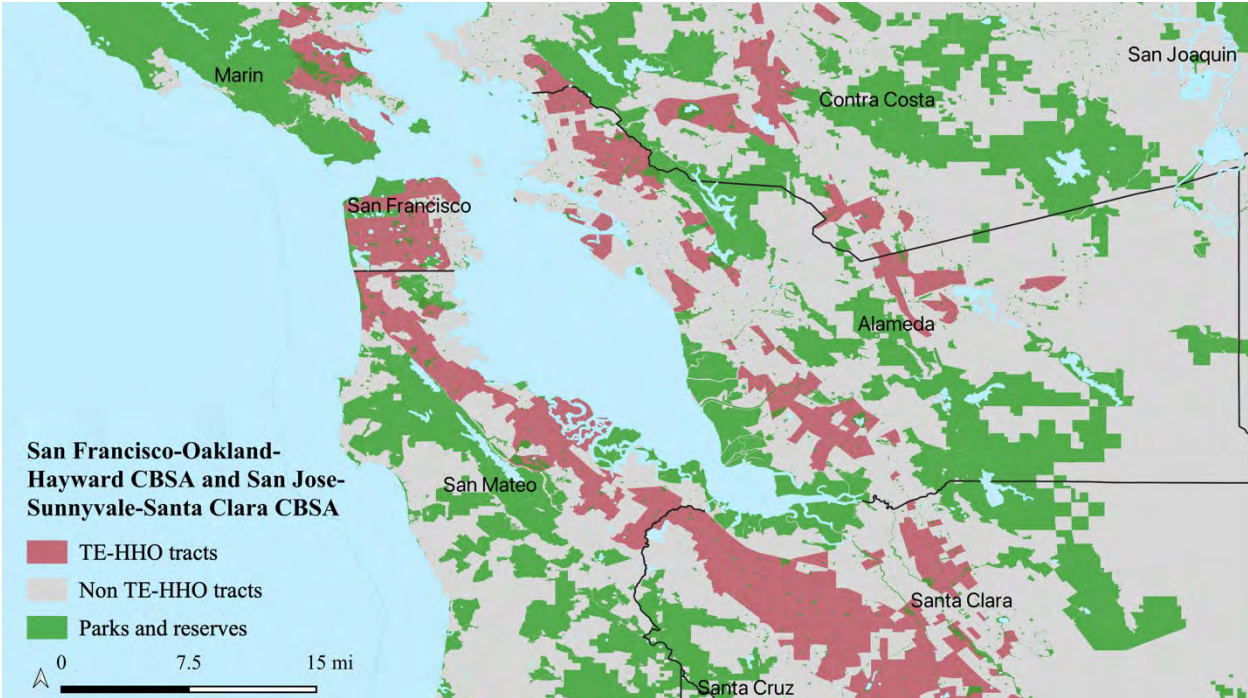 San Joaquin
Marin
Contra Costa
San Francisco
Alameda
San Francisco-Oakland-
Hayward CBSA and San Jose-
Sunnyvale-Santa Clara CBSA
TE-HHO tracts
Non TE-HHO tracts
Parks and reserves
0 7.5 15 mi
San Mateo
Santa Clara
Santa Cruz